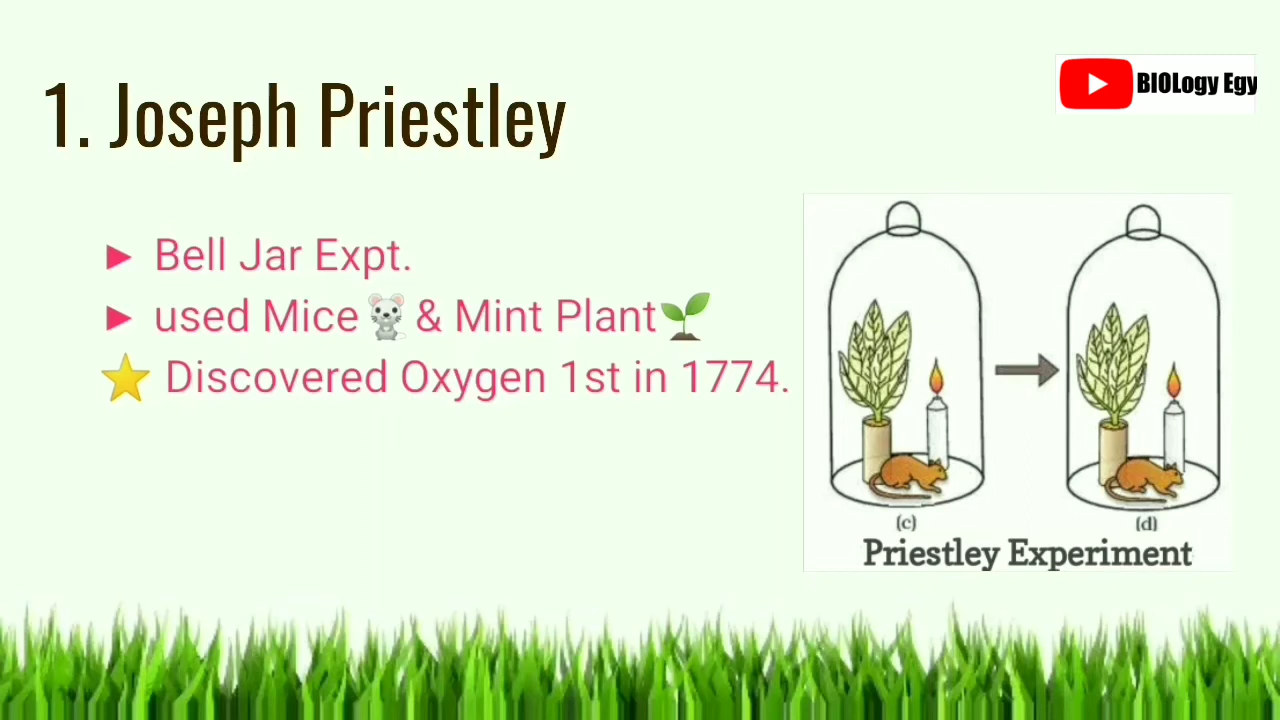 1. Joseph Priestley
BIOLogy Egy
► Bell Jar Expt.
► used Mice🐭& Mint Plant🌱
⭐ Discovered Oxygen 1st in 1774.
(c)
(d)
Priestley Experiment